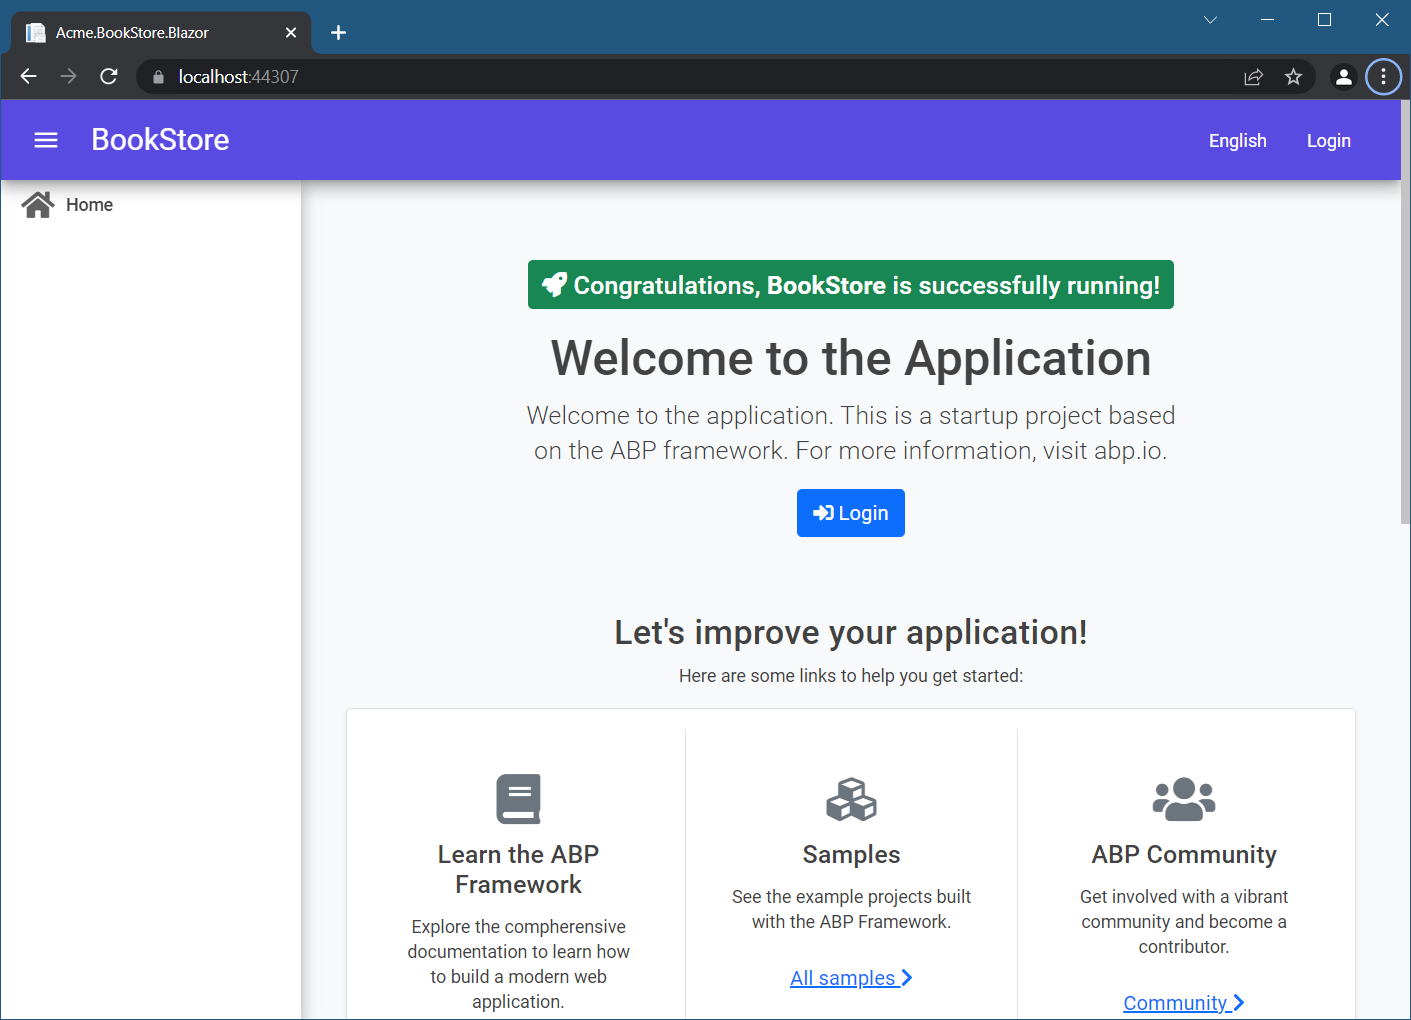 Acme.BookStore.Blazor
localhost:44307
BookStore
English
Login
Home
Congratulations, BookStore is successfully running!
Welcome to the Application
Welcome to the application. This is a startup project based
on the ABP framework. For more information, visit abp.io.
Login
Let's improve your application!
Here are some links to help you get started:
Learn the ABP
Framework
Explore the compherensive
documentation to learn how
to build a modern web
application.
Samples
See the example projects built
with the ABP Framework.
All samples
ABP Community
Get involved with a vibrant
community and become a
contributor.
Community